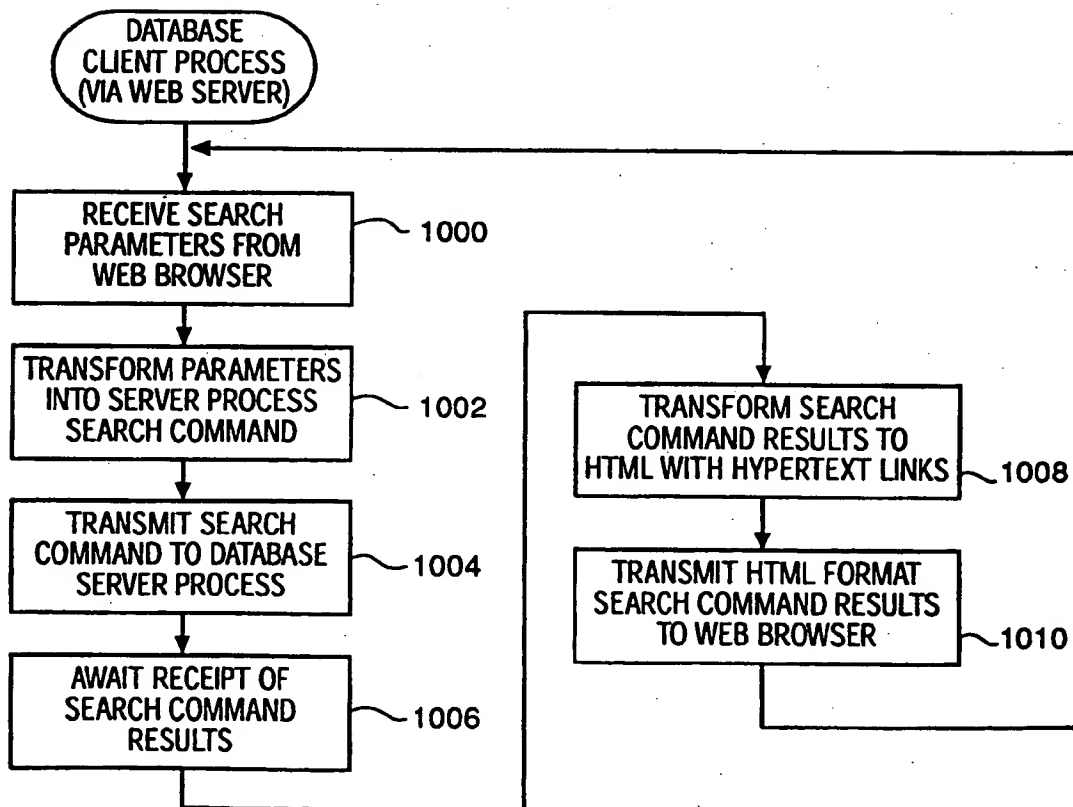 DATABASE
CLIENT PROCESS
(VIA WEB SERVER)
RECEIVE SEARCH
PARAMETERS FROM
WEB BROWSER
1000
TRANSFORM PARAMETERS
INTO SERVER PROCESS
SEARCH COMMAND
1002
TRANSMIT SEARCH
COMMAND TO DATABASE
SERVER PROCESS
1004
AWAIT RECEIPT OF
SEARCH COMMAND
RESULTS
1006
TRANSFORM SEARCH
COMMAND RESULTS TO
HTML WITH HYPERTEXT LINKS
1008
TRANSMIT HTML FORMAT
SEARCH COMMAND RESULTS
TO WEB BROWSER
1010